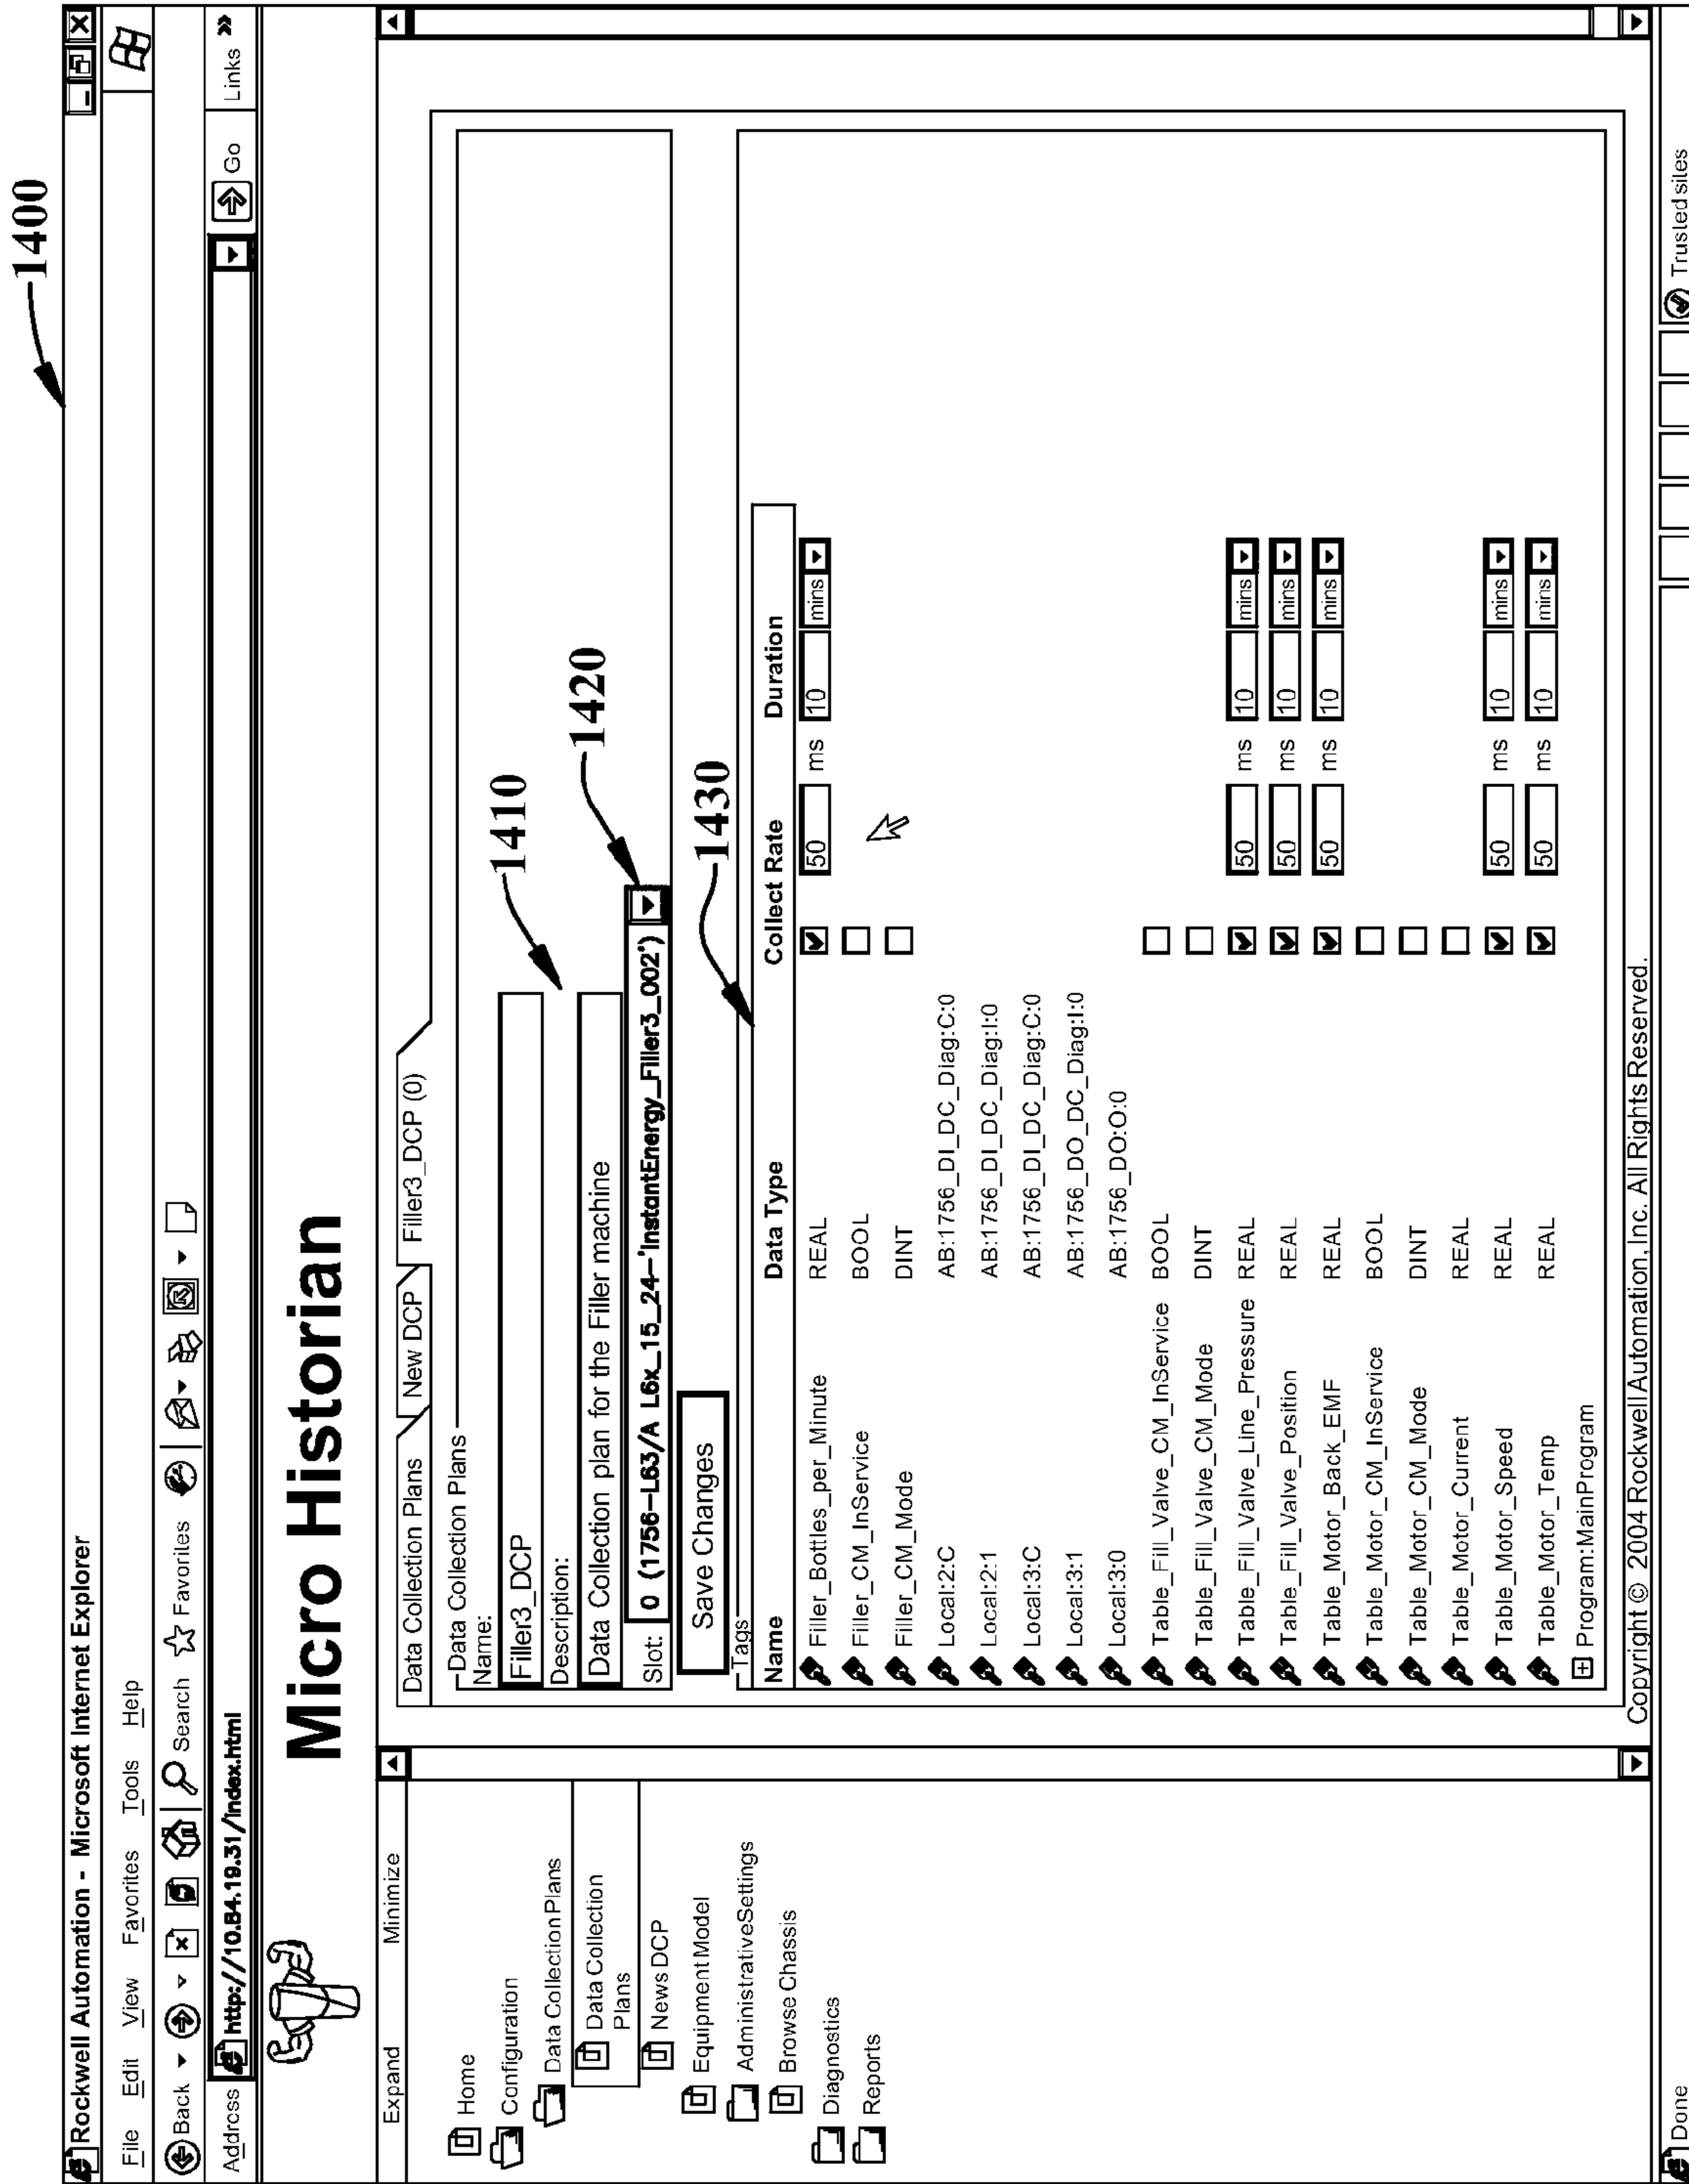 1400
Rockwell Automation - Microsoft Internet Explorer
File Edit View Favorites Tools Help
Back Search Favorites
Address http://10.84.19.31/index.html Go Links »
Micro Historian
Expand Minimize
Home
Configuration
Data Collection Plans
Data Collection
Plans
News DCP
Equipment Model
AdministrativeSettings
Browse Chassis
Diagnostics
Reports
Data Collection Plans New DCP Filler3_DCP (0)
Data Collection Plans
Name:
Filler3_DCP
1410
Description:
Data Collection plan for the Filler machine
1420
Slot: 0 (1756-L63/A L6x_15_24-'InstantEnergy_Filler3_002")
Save Changes
1430
Tags
Name Data Type Collect Rate Duration
Filler_Bottles_per_Minute REAL 50 ms 10 mins
Filler_CM_InService BOOL
Filler_CM_Mode DINT
Local:2:C AB:1756_DI_DC_Diag:C:0
Local:2:1 AB:1756_DI_DC_Diag:I:0
Local:3:C AB:1756_DI_DC_Diag:C:0
Local:3:1 AB:1756_DO_DC_Diag:I:0
Local:3:0 AB:1756_DO:O:0
Table_Fill_Valve_CM_InService BOOL
Table_Fill_Valve_CM_Mode DINT
Table_Fill_Valve_Line_Pressure REAL 50 ms 10 mins
Table_Fill_Valve_Position REAL 50 ms 10 mins
Table_Motor_Back_EMF REAL 50 ms 10 mins
Table_Motor_CM_InService BOOL
Table_Motor_CM_Mode DINT
Table_Motor_Current REAL
Table_Motor_Speed REAL 50 ms 10 mins
Table_Motor_Temp REAL 50 ms 10 mins
Program:MainProgram
Copyright © 2004 Rockwell Automation, Inc. All Rights Reserved.
Done Trusted sites